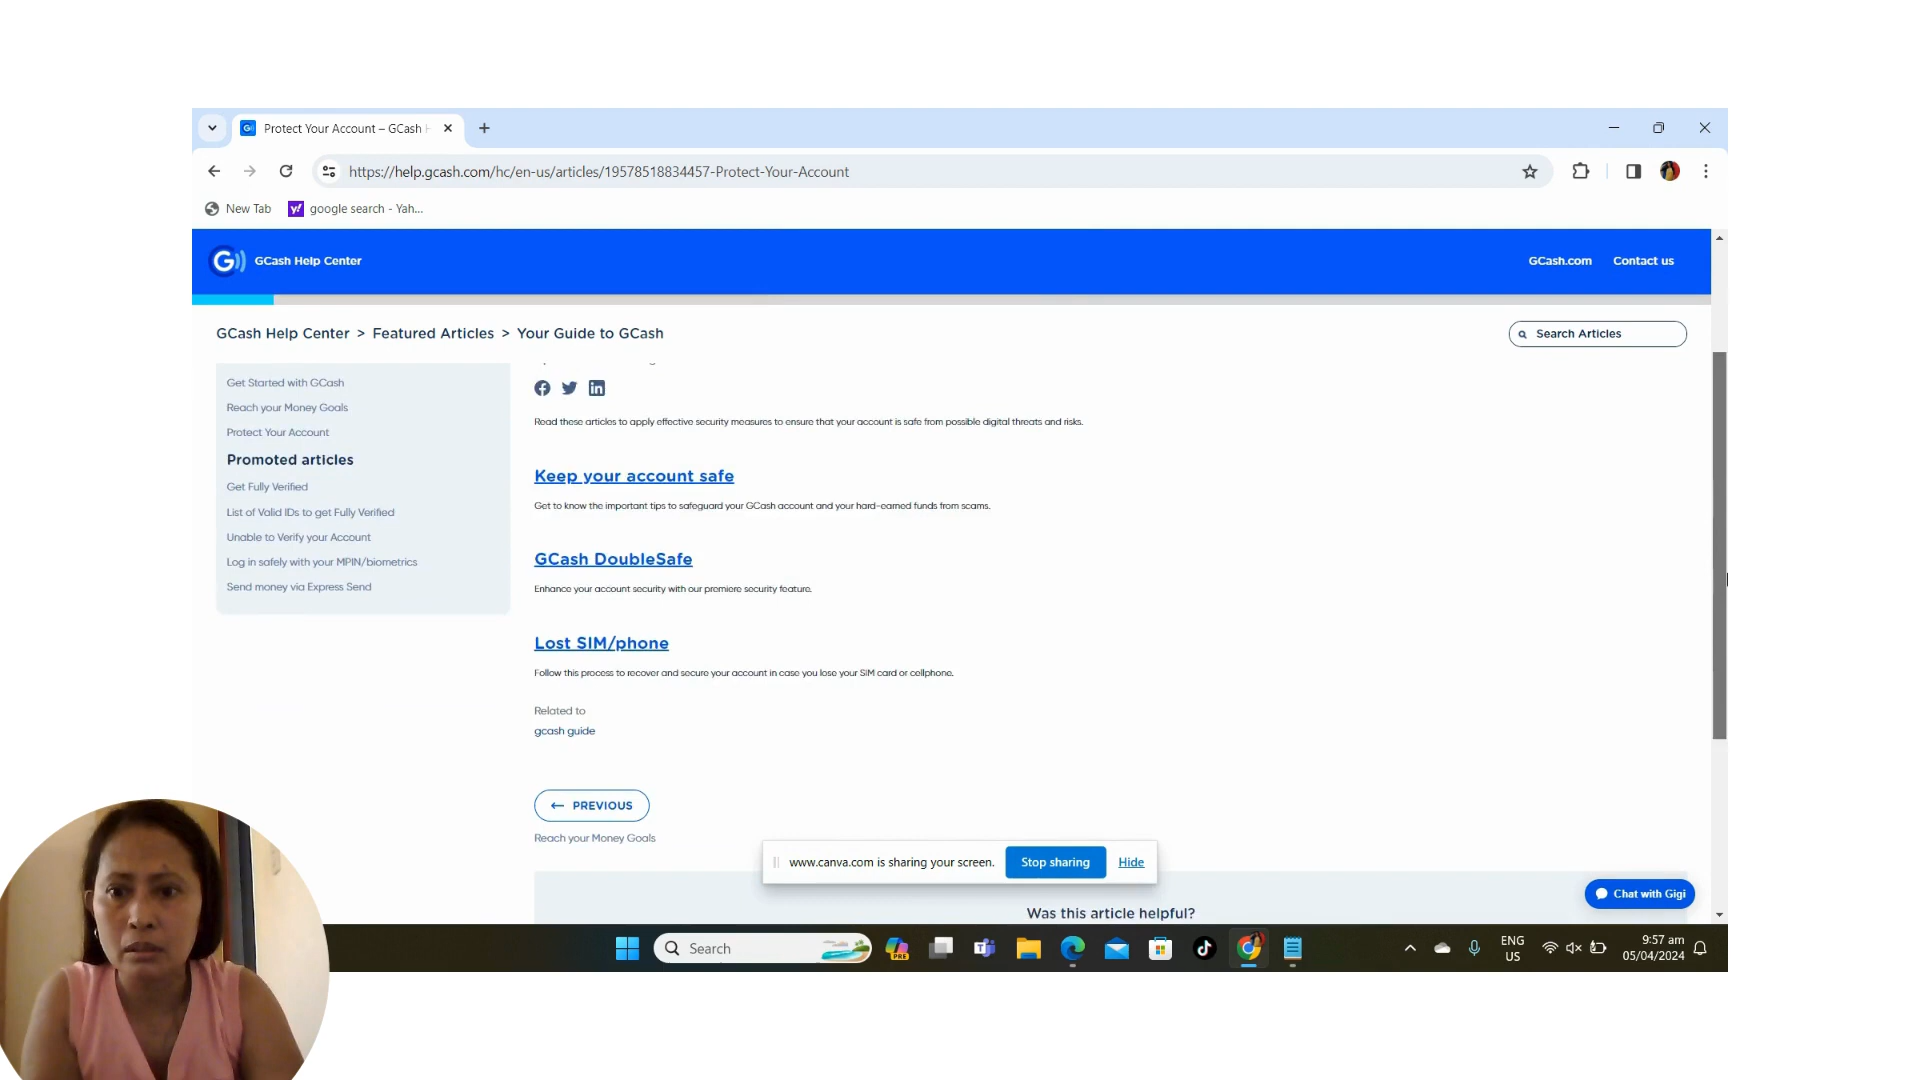 Protect Your Account – GCash H
https://help.gcash.com/hc/en-us/articles/19578518834457-Protect-Your-Account
New Tab
google search - Yah...
G
GCash Help Center
GCash.com
Contact us
GCash Help Center > Featured Articles > Your Guide to GCash
Search Articles
Get Started with GCash
Reach your Money Goals
Protect Your Account
Promoted articles
Get Fully Verified
List of Valid IDs to get Fully Verified
Unable to Verify your Account
Log in safely with your MPIN/biometrics
Send money via Express Send
Read these articles to apply effective security measures to ensure that your account is safe from possible digital threats and risks.
Keep your account safe
Get to know the important tips to safeguard your GCash account and your hard-earned funds from scams.
GCash DoubleSafe
Enhance your account security with our premiere security feature.
Lost SIM/phone
Follow this process to recover and secure your account in case you lose your SIM card or cellphone.
Related to
gcash guide
← PREVIOUS
Reach your Money Goals
www.canva.com is sharing your screen.
Stop sharing
Hide
Was this article helpful?
Chat with Gigi
Search
PRE
ENG
US
9:57 am
05/04/2024